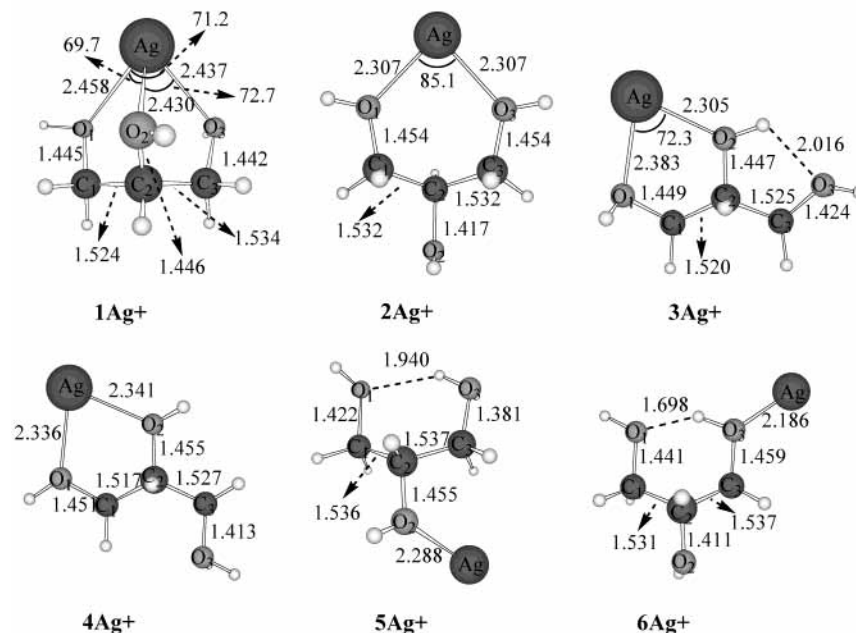 71.2
69.7
Ag
2.437
2.458
2.430
72.7
O1
O2
O3
1.445
1.442
C1
C2
C3
1.524
1.446
1.534
1Ag+
Ag
2.307
85.1
2.307
O1
O3
1.454
1.454
C1
C2
C3
1.532
1.532
1.417
O2
2Ag+
Ag
2.305
72.3
O2
2.016
2.383
1.447
O3
O1
1.449
C2
1.525
1.424
C1
C3
1.520
3Ag+
Ag
2.341
O2
2.336
1.455
O1
1.517
C2
1.527
1.451
C1
C3
1.413
O3
4Ag+
1.940
O1
O3
1.422
1.381
1.537
C1
C2
C
1.536
1.455
O2
2.288
Ag
5Ag+
Ag
1.698
O1
O3
2.186
1.441
1.459
C1
C2
C3
1.531
1.537
1.411
O2
6Ag+